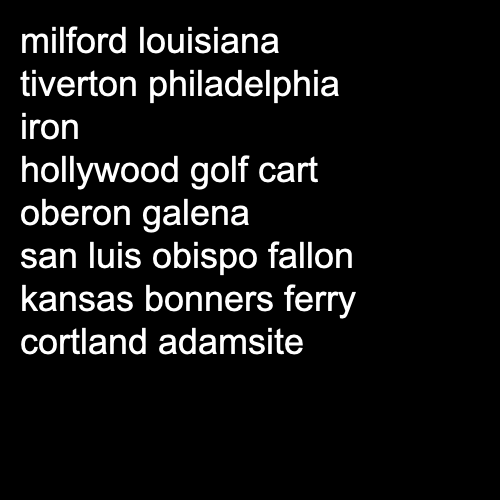 milford louisiana
tiverton philadelphia
iron
hollywood golf cart
oberon galena
san luis obispo fallon
kansas bonners ferry
cortland adamsite